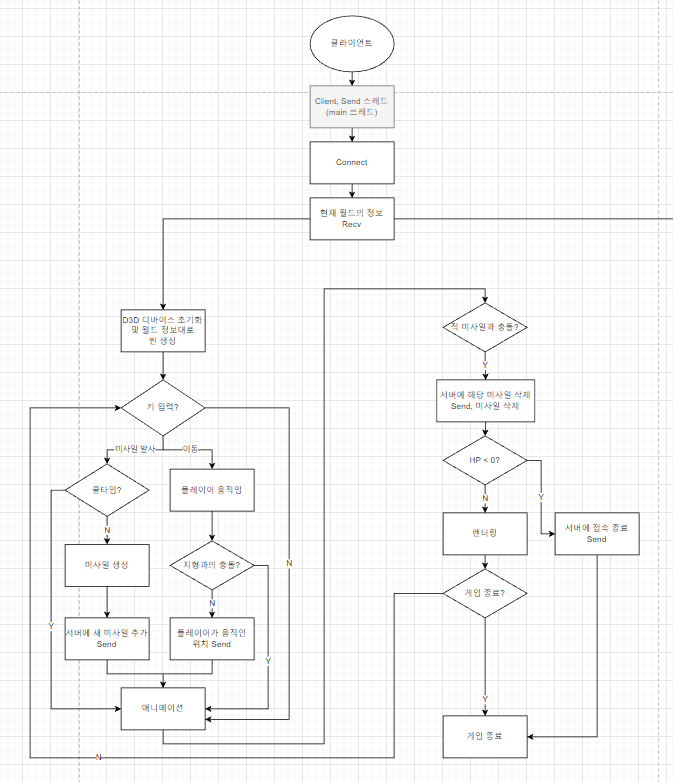 클라이언트
Client, Send 스레드
(main 쓰레드)
Connect
현재 월드의 정보
Recv
D3D 디바이스 초기화
및 월드 정보대로
씬 생성
키 입력?
미사일 발사
이동
쿨타임?
플레이어 움직임
N
미사일 생성
지형과의 충돌?
N
N
Y
서버에 새 미사일 추가
Send
플레이어가 움직인
위치 Send
Y
애니메이션
N
적 미사일과 충돌?
Y
서버에 해당 미사일 삭제
Send, 미사일 삭제
HP < 0?
N
Y
렌더링
서버에 접속 종료
Send
게임 종료?
Y
게임 종료